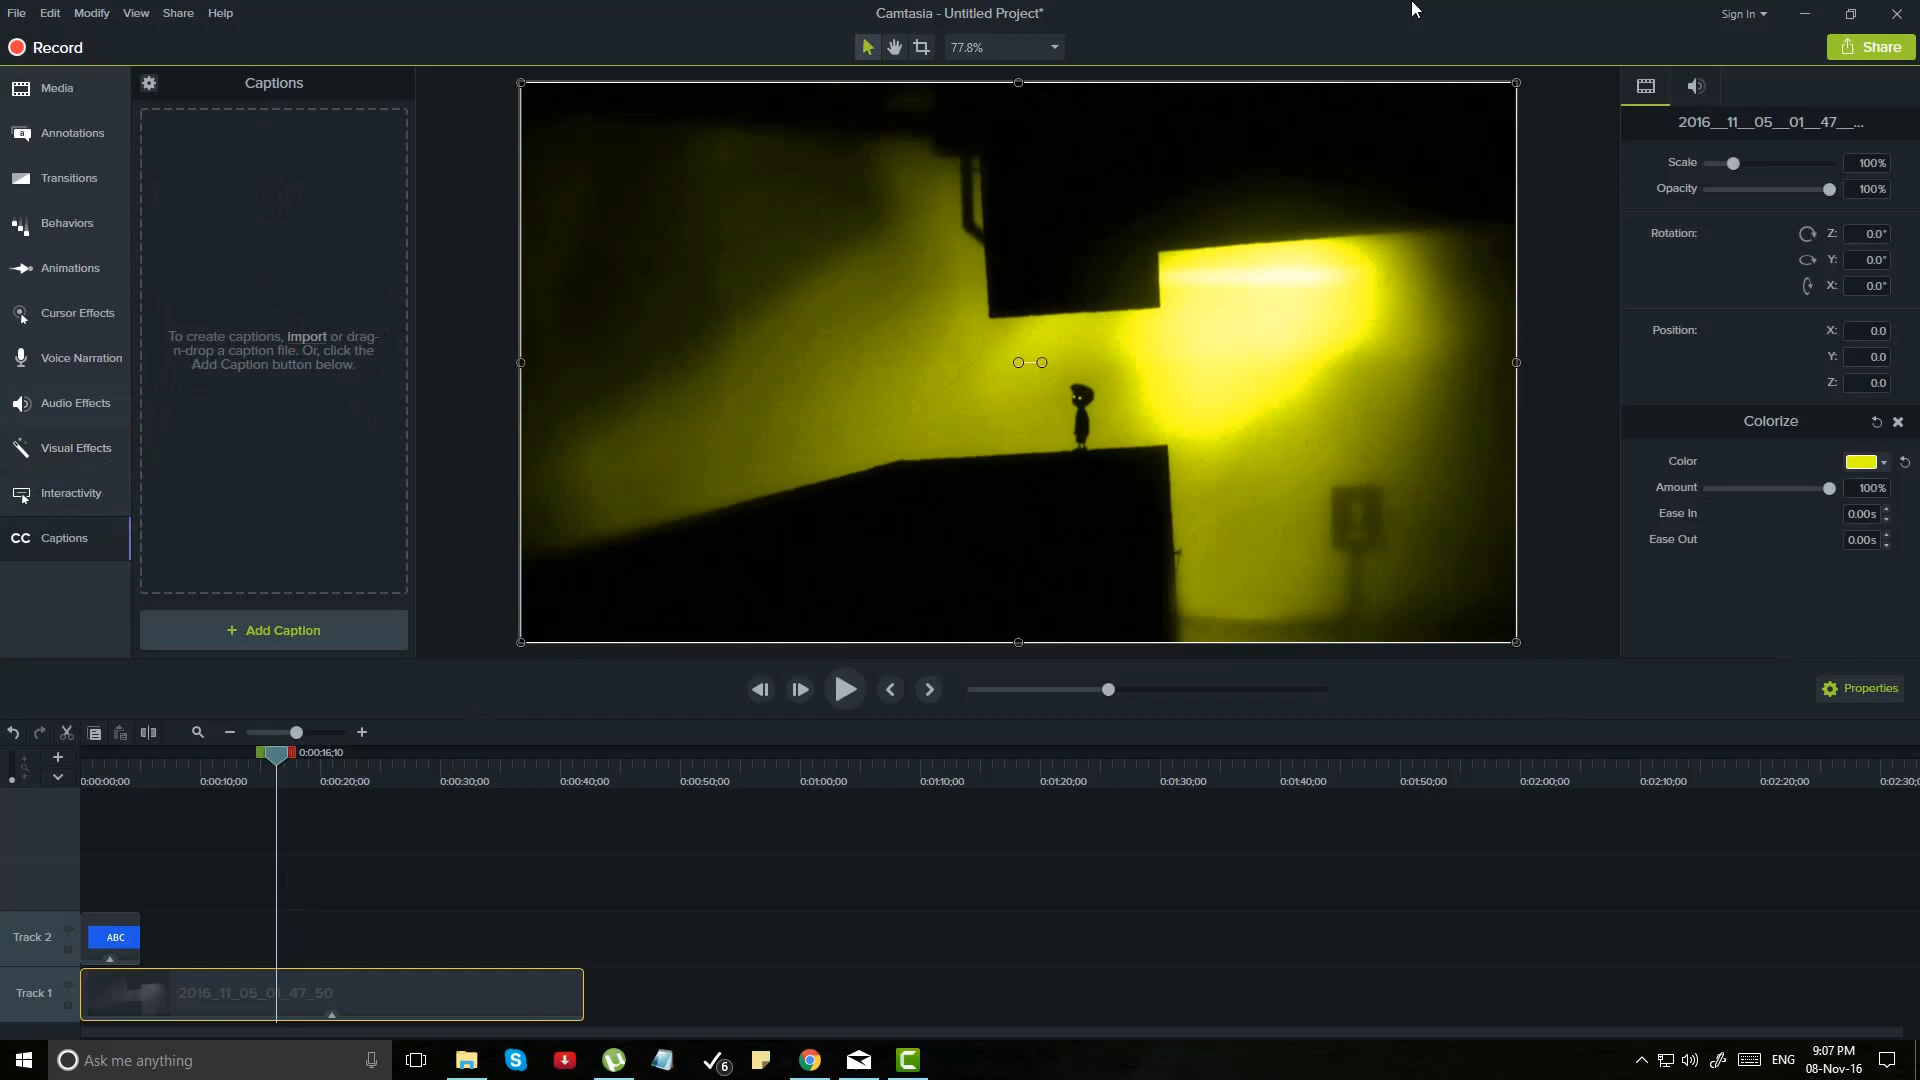 File Edit Modify View Share Help
Camtasia - Untitled Project*
Sign In
Record
77.8%
Share
Media
Annotations
Transitions
Behaviors
Animations
Cursor Effects
Voice Narration
Audio Effects
Visual Effects
Interactivity
CC Captions
Captions
To create captions, import or drag-
n-drop a caption file. Or, click the
Add Caption button below.
+ Add Caption
2016__11__05__01__47__...
Scale 100%
Opacity 100%
Rotation: Z: 0.0°
Y: 0.0°
X: 0.0°
Position: X: 0.0
Y: 0.0
Z: 0.0
Colorize
Color
Amount 100%
Ease In 0.00s
Ease Out 0.00s
Properties
0:00:16;10
0:00:00;00 0:00:10;00 0:00:20;00 0:00:30;00 0:00:40;00 0:00:50;00 0:01:00;00 0:01:10;00 0:01:20;00 0:01:30;00 0:01:40;00 0:01:50;00 0:02:00;00 0:02:10;00 0:02:20;00
Track 2
ABC
Track 1
2016_11_05_01_47_50
Ask me anything
6
ENG
9:07 PM
08-Nov-16